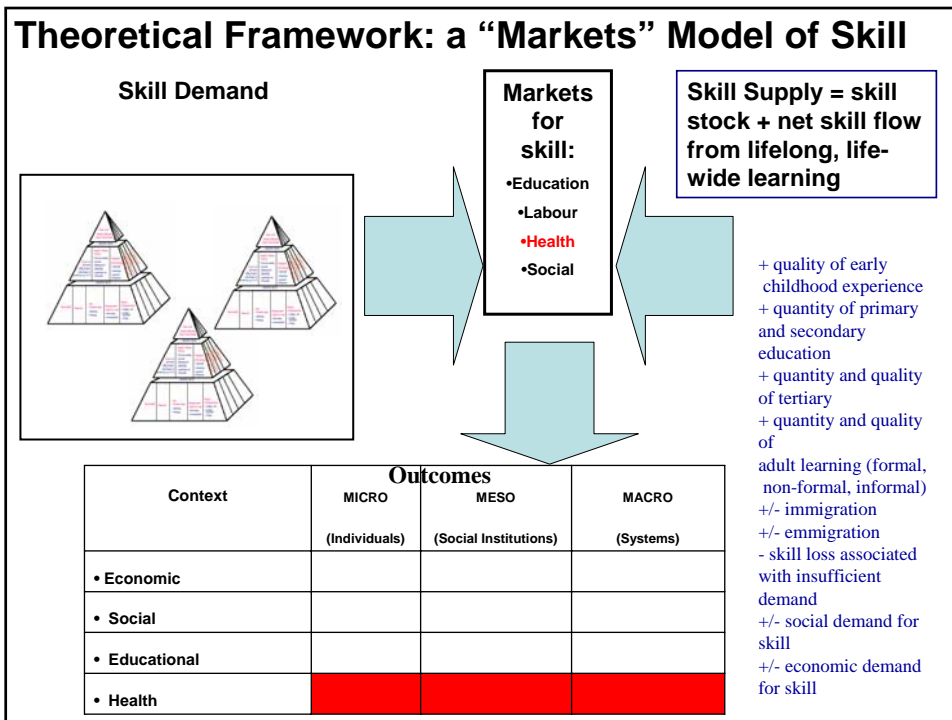 Theoretical Framework: a “Markets” Model of Skill
Skill Demand
Markets
for
skill:
•Education
•Labour
•Health
•Social
Skill Supply = skill
stock + net skill flow
from lifelong, life-
wide learning
+ quality of early
childhood experience
+ quantity of primary
and secondary
education
+ quantity and quality
of tertiary
+ quantity and quality
of
adult learning (formal,
non-formal, informal)
+/- immigration
+/- emmigration
- skill loss associated
with insufficient
demand
+/- social demand for
skill
+/- economic demand
for skill
Outcomes
Context
MICRO
(Individuals)
MESO
(Social Institutions)
MACRO
(Systems)
• Economic
• Social
• Educational
• Health